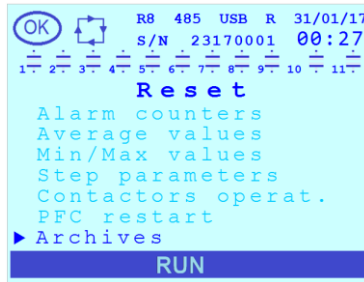 OK R8 485 USB R 31/01/17
S/N 23170001 00:27
1 2 3 4 5 6 7 8 9 10 11
Reset
Alarm counters
Average values
Min/Max values
Step parameters
Contactors operat.
PFC restart
Archives
RUN